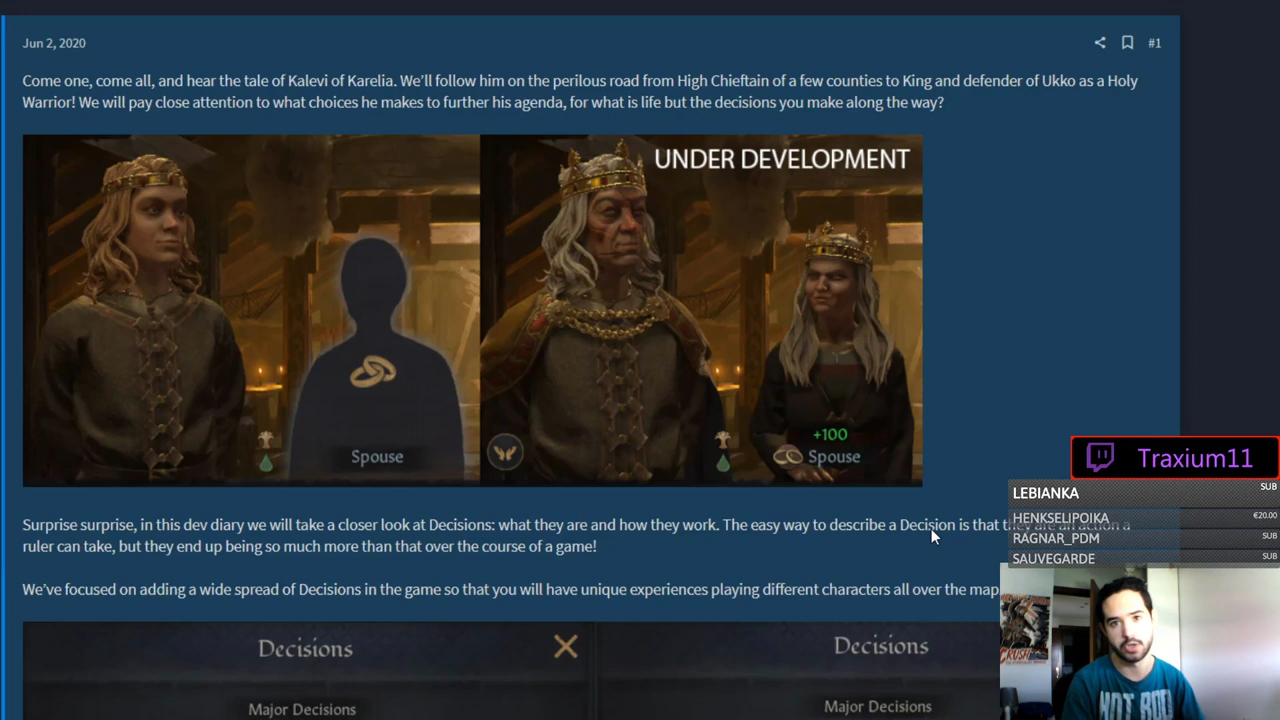 Jun 2, 2020
#1
Come one, come all, and hear the tale of Kalevi of Karelia. We'll follow him on the perilous road from High Chieftain of a few counties to King and defender of Ukko as a Holy
Warrior! We will pay close attention to what choices he makes to further his agenda, for what is life but the decisions you make along the way?
UNDER DEVELOPMENT
Spouse
+100
Spouse
Surprise surprise, in this dev diary we will take a closer look at Decisions: what they are and how they work. The easy way to describe a Decision is that they are an action a
ruler can take, but they end up being so much more than that over the course of a game!
We've focused on adding a wide spread of Decisions in the game so that you will have unique experiences playing different characters all over the map
Decisions
Major Decisions
Decisions
Major Decisions
Traxium11
LEBIANKA SUB
HENKSELIPOIKA €20.00
RAGNAR_PDM SUB
SAUVEGARDE SUB
CRUSH
HOT ROD